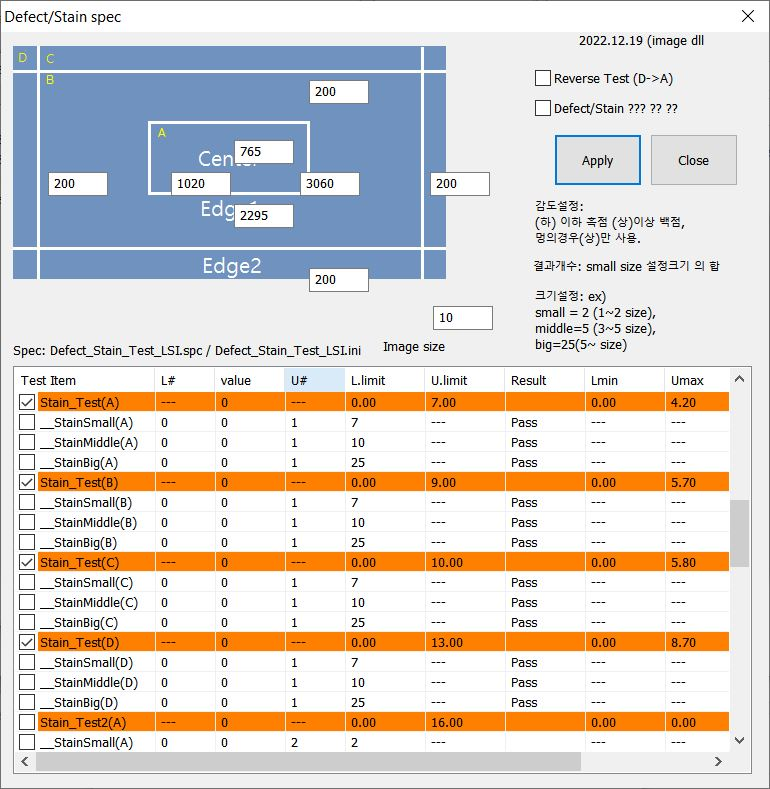 Defect/Stain spec
2022.12.19 (image dll
D C
B
200
Reverse Test (D->A)
Defect/Stain ??? ?? ??
A
765
Center
Apply Close
200 1020 3060 200
Edge1
2295
감도설정:
(하) 이하 흑점 (상)이상 백점,
멍의경우(상)만 사용.
Edge2
결과개수: small size 설정크기 의 합
200
크기설정: ex)
small = 2 (1~2 size),
middle=5 (3~5 size),
big=25(5~ size)
10
Image size
Spec: Defect_Stain_Test_LSI.spc / Defect_Stain_Test_LSI.ini
Test Item L# value U# L.limit U.limit Result Lmin Umax
Stain_Test(A) --- 0 --- 0.00 7.00 0.00 4.20
__StainSmall(A) 0 0 1 7 --- Pass --- ---
__StainMiddle(A) 0 0 1 10 --- Pass --- ---
__StainBig(A) 0 0 1 25 --- Pass --- ---
Stain_Test(B) --- 0 --- 0.00 9.00 0.00 5.70
__StainSmall(B) 0 0 1 7 --- Pass --- ---
__StainMiddle(B) 0 0 1 10 --- Pass --- ---
__StainBig(B) 0 0 1 25 --- Pass --- ---
Stain_Test(C) --- 0 --- 0.00 10.00 0.00 5.80
__StainSmall(C) 0 0 1 7 --- Pass --- ---
__StainMiddle(C) 0 0 1 10 --- Pass --- ---
__StainBig(C) 0 0 1 25 --- Pass --- ---
Stain_Test(D) --- 0 --- 0.00 13.00 0.00 8.70
__StainSmall(D) 0 0 1 7 --- Pass --- ---
__StainMiddle(D) 0 0 1 10 --- Pass --- ---
__StainBig(D) 0 0 1 25 --- Pass --- ---
Stain_Test2(A) --- 0 --- 0.00 16.00 0.00 0.00
__StainSmall(A) 0 0 2 2 --- --- ---